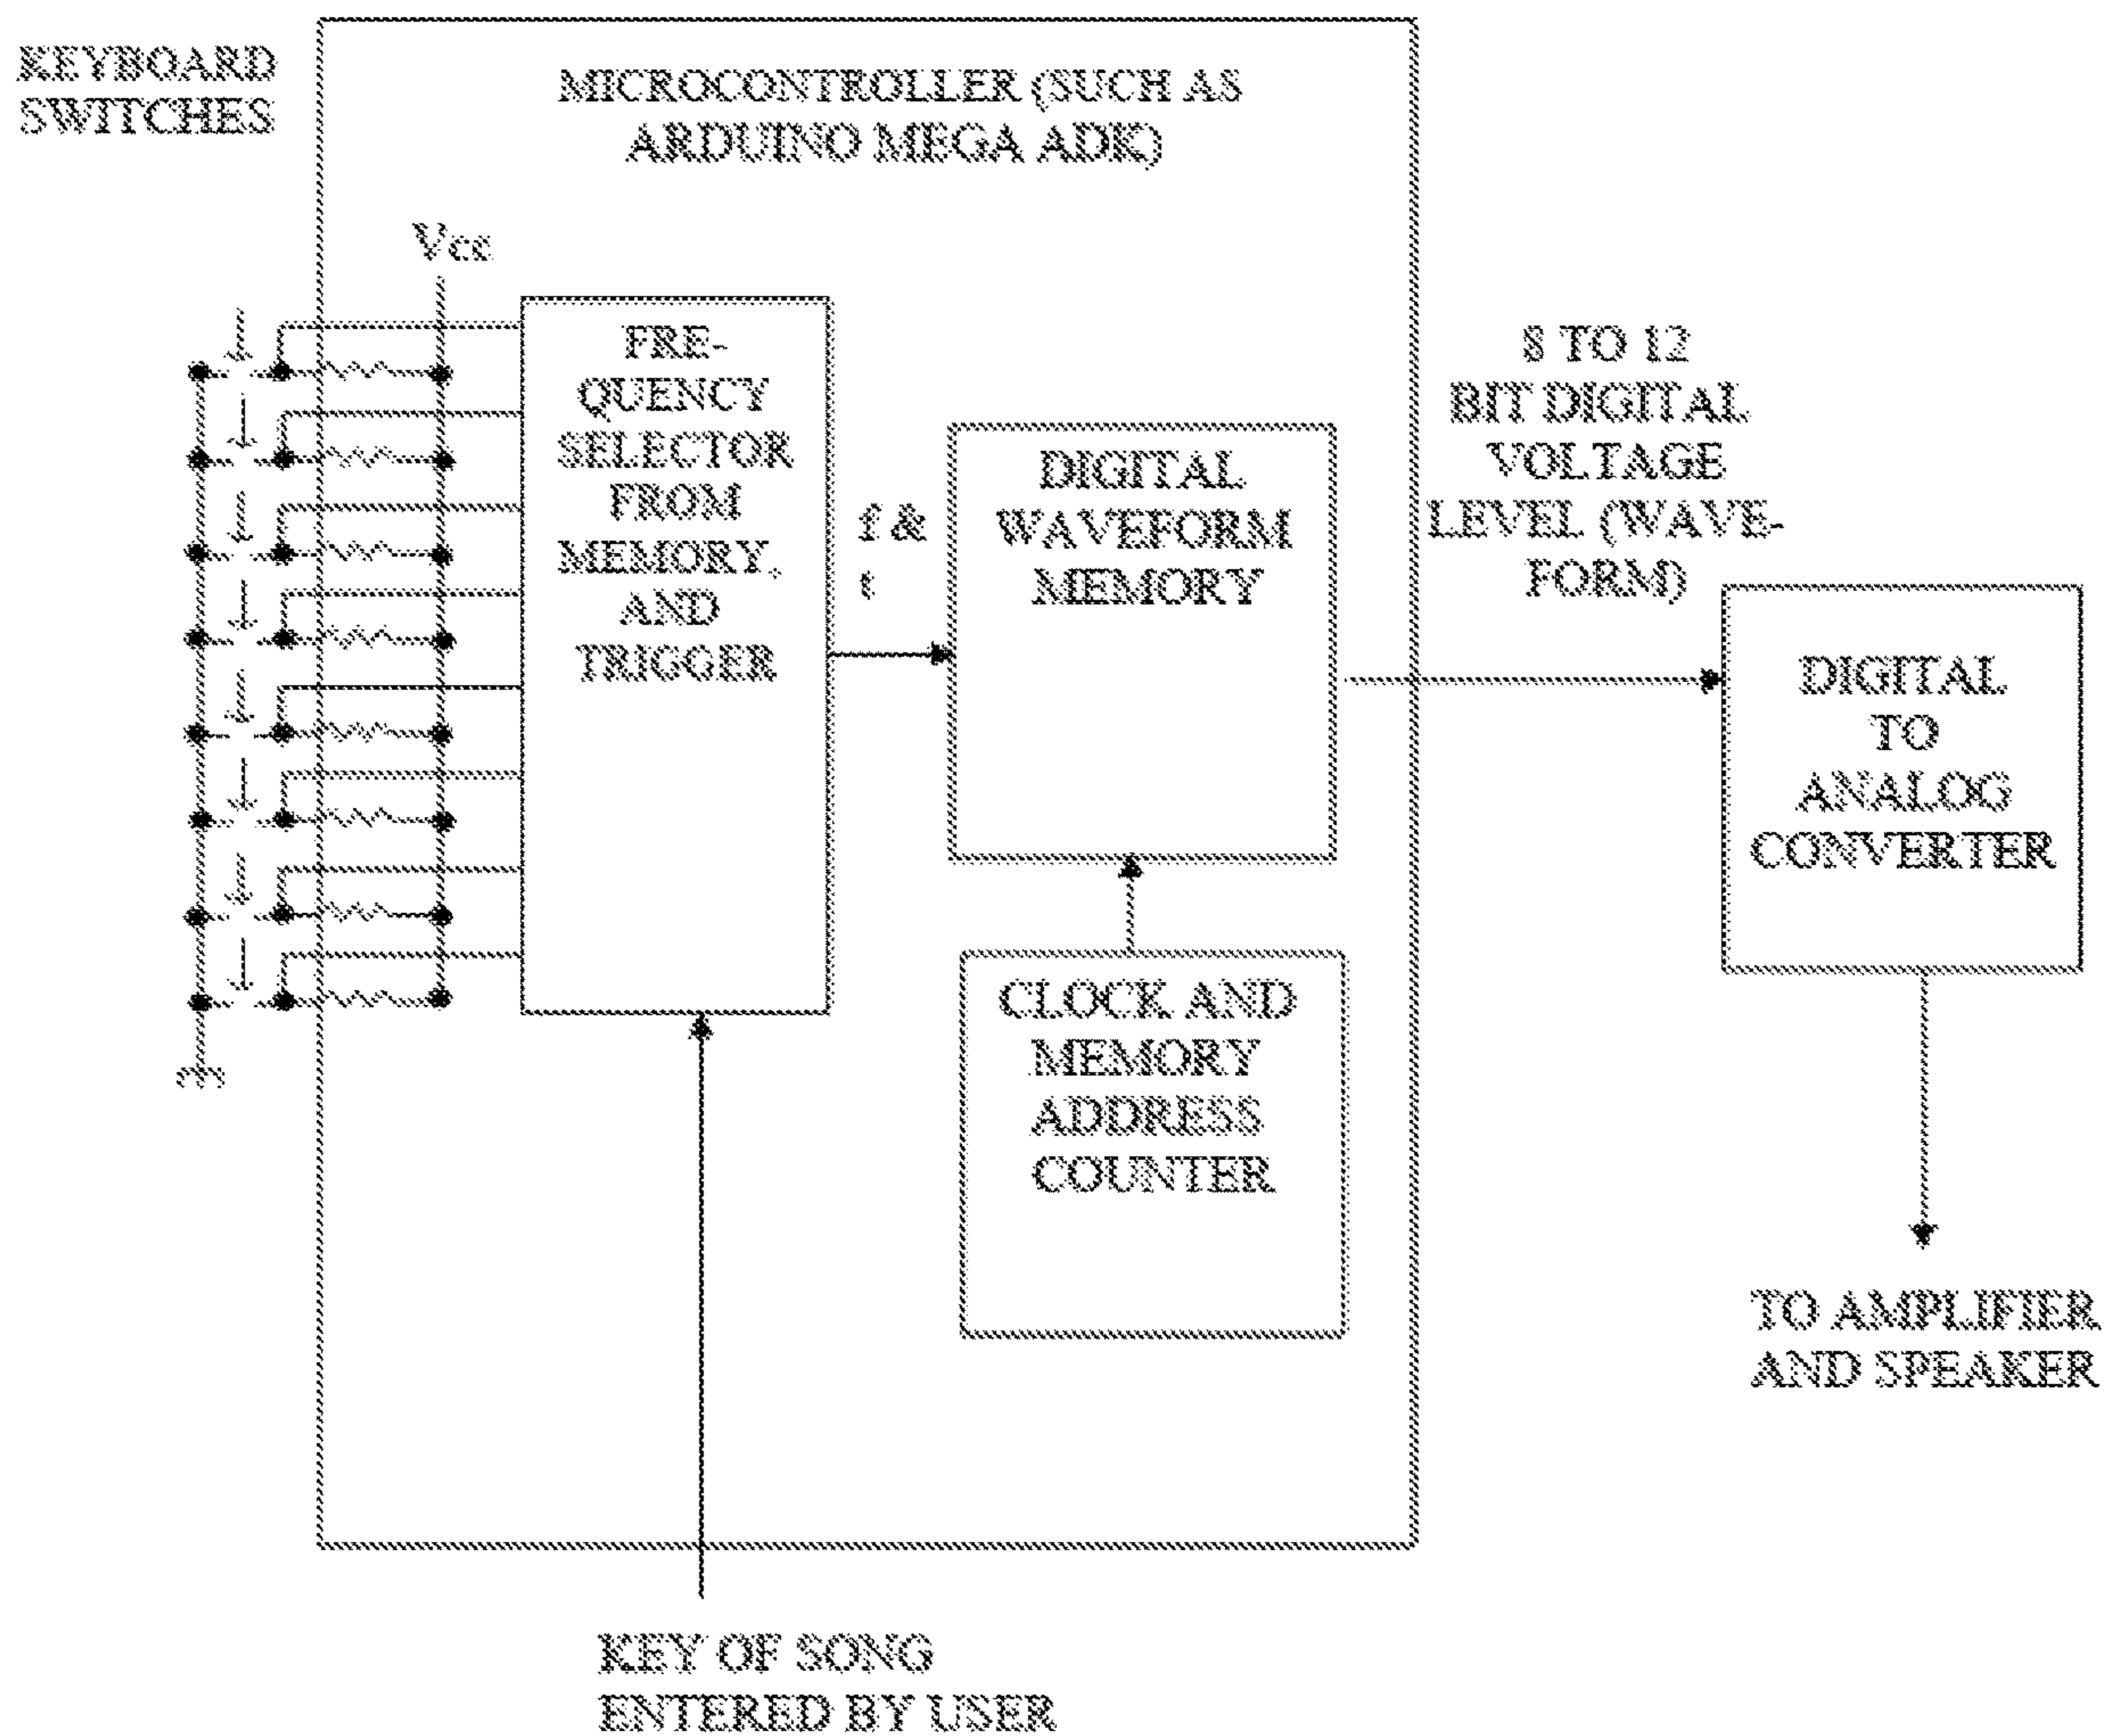 KEYBOARD
SWITCHES
MICROCONTROLLER (SUCH AS
ARDUINO MEGA ADK)
Vcc
FRE-
QUENCY
SELECTOR
FROM
MEMORY,
AND
TRIGGER
f &
t
DIGITAL
WAVEFORM
MEMORY
8 TO 12
BIT DIGITAL
VOLTAGE
LEVEL (WAVE-
FORM)
DIGITAL
TO
ANALOG
CONVERTER
CLOCK AND
MEMORY
ADDRESS
COUNTER
TO AMPLIFIER
AND SPEAKER
KEY OF SONG
ENTERED BY USER